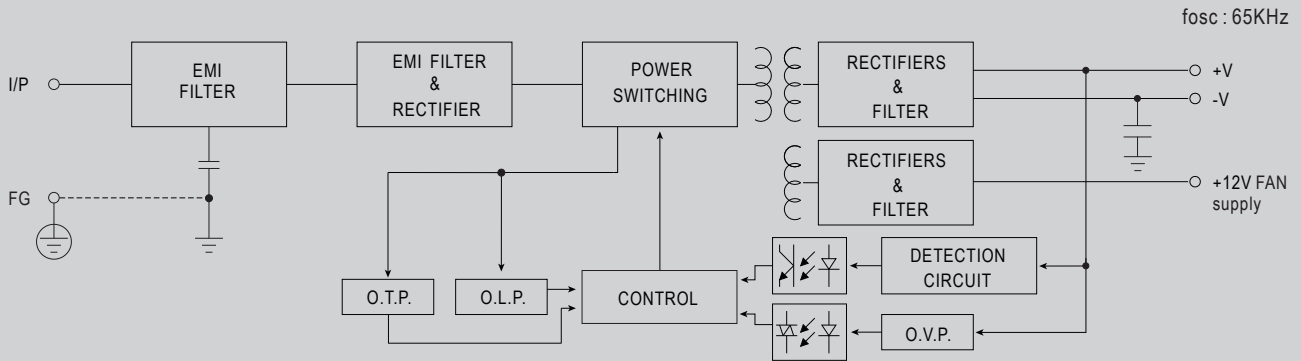 fosc : 65KHz
I/P
EMI
FILTER
EMI FILTER
&
RECTIFIER
POWER
SWITCHING
RECTIFIERS
&
FILTER
+V
-V
RECTIFIERS
&
FILTER
+12V FAN
supply
FG
DETECTION
CIRCUIT
O.T.P.
O.L.P.
CONTROL
O.V.P.